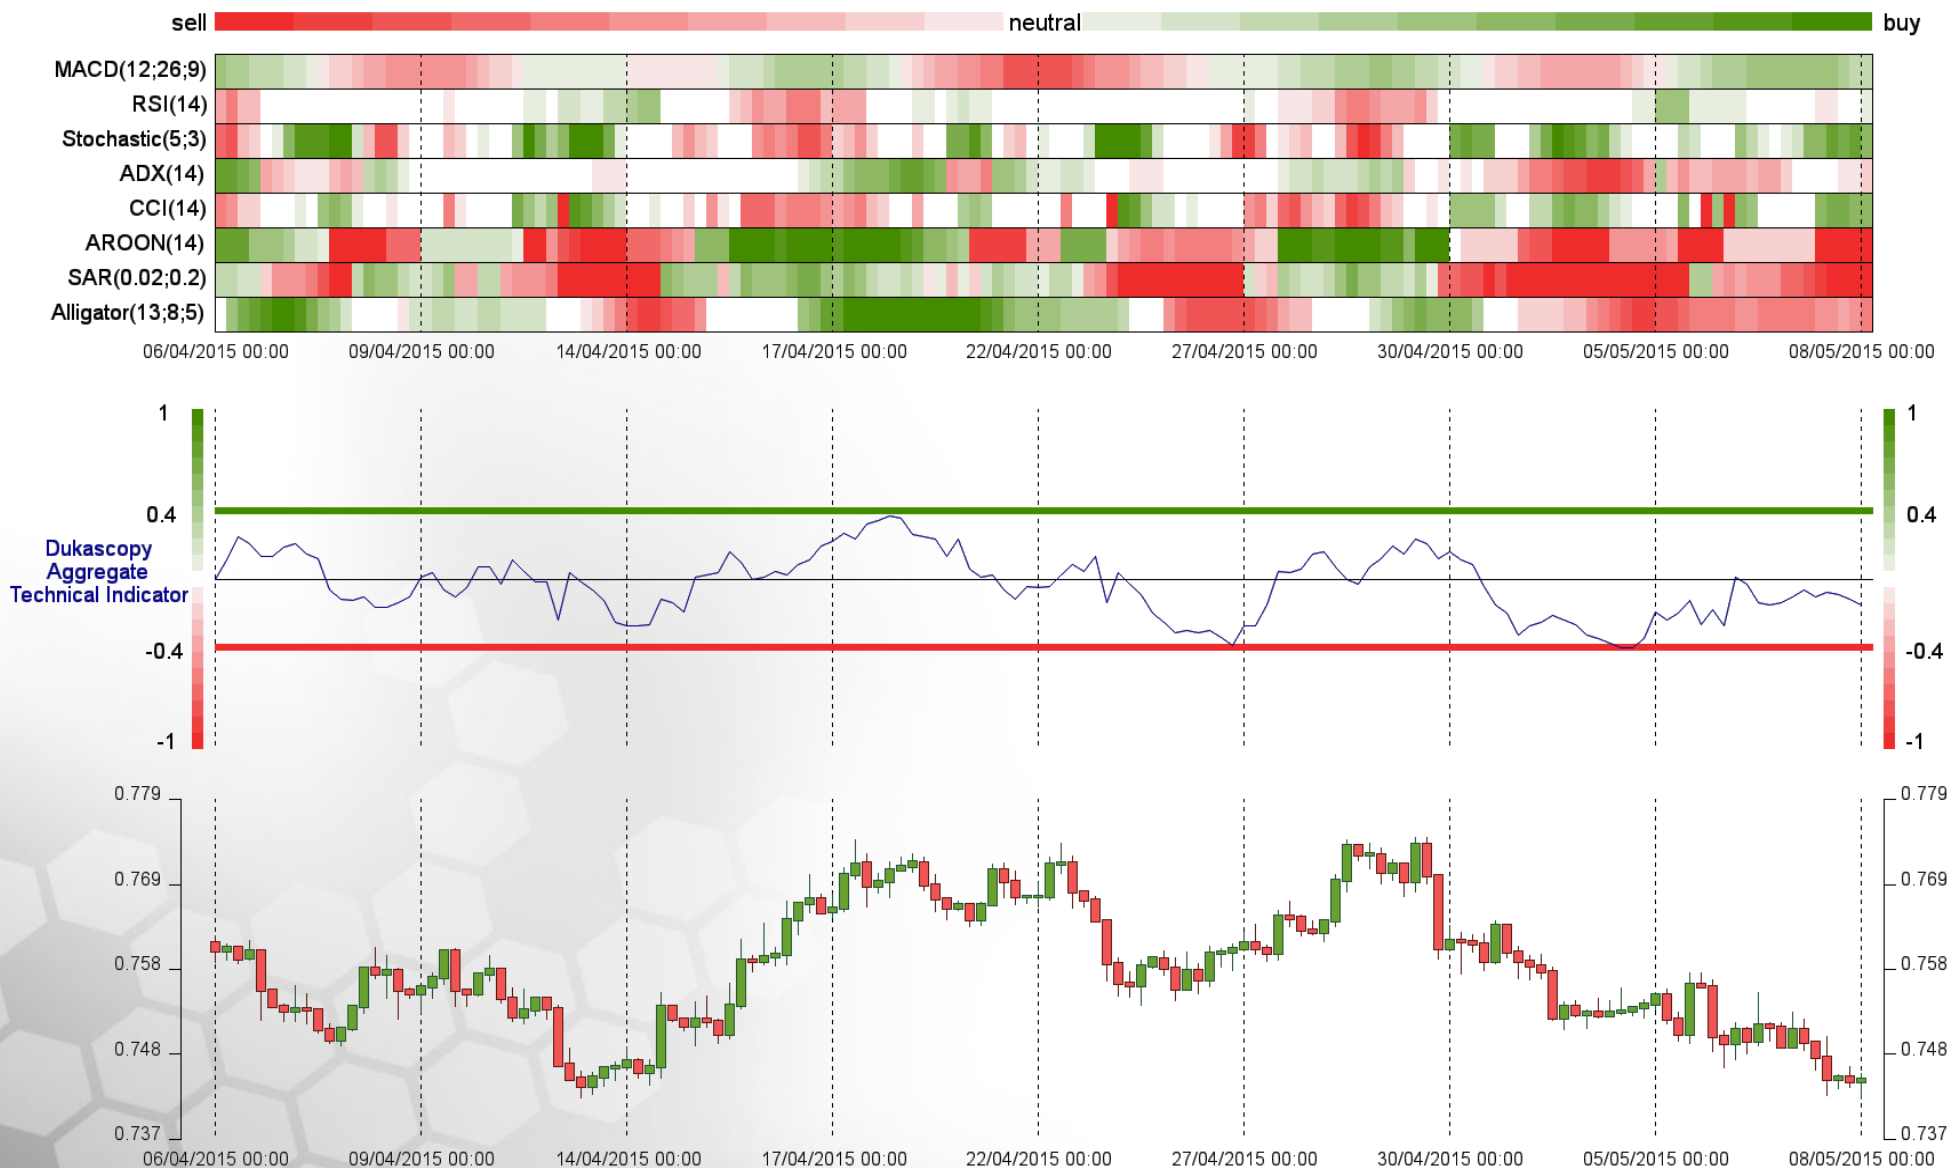 sell neutral buy
MACD(12;26;9)
RSI(14)
Stochastic(5;3)
ADX(14)
CCI(14)
AROON(14)
SAR(0.02;0.2)
Alligator(13;8;5)
06/04/2015 00:00 09/04/2015 00:00 14/04/2015 00:00 17/04/2015 00:00 22/04/2015 00:00 27/04/2015 00:00 30/04/2015 00:00 05/05/2015 00:00 08/05/2015 00:00
1 1
0.4 0.4
Dukascopy
Aggregate
Technical Indicator
-0.4 -0.4
-1 -1
0.779 0.779
0.769 0.769
0.758 0.758
0.748 0.748
0.737 0.737
06/04/2015 00:00 09/04/2015 00:00 14/04/2015 00:00 17/04/2015 00:00 22/04/2015 00:00 27/04/2015 00:00 30/04/2015 00:00 05/05/2015 00:00 08/05/2015 00:00